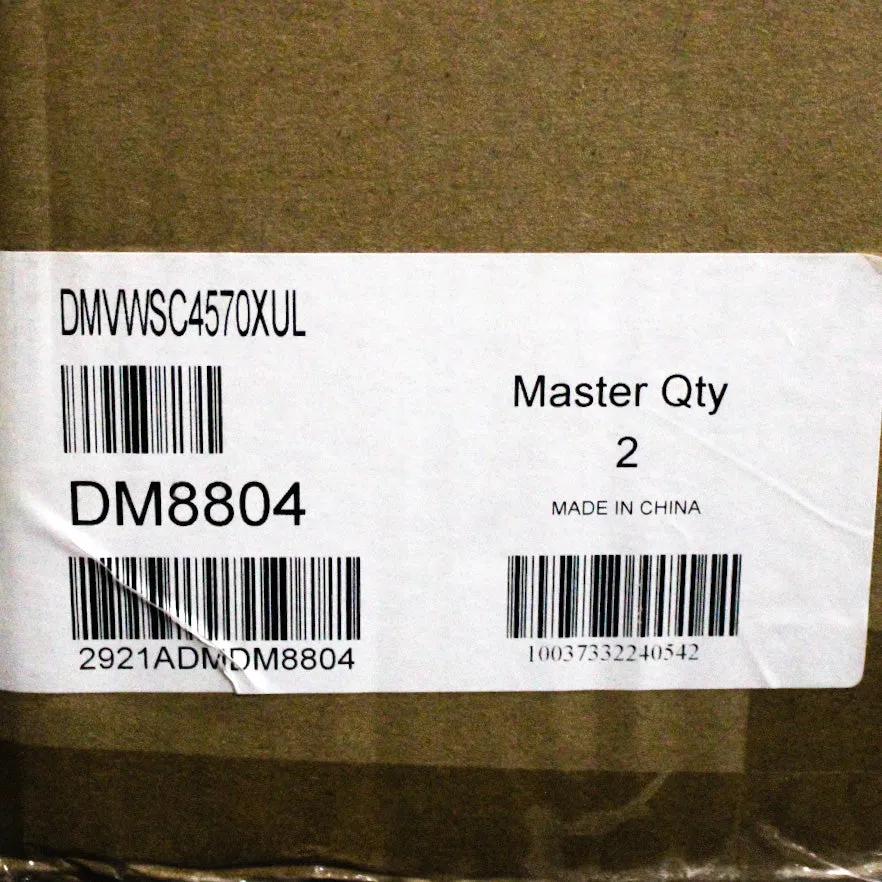 DMVWSC4570XUL
DM8804
2921ADMDM8804
Master Qty
2
MADE IN CHINA
10037332240542